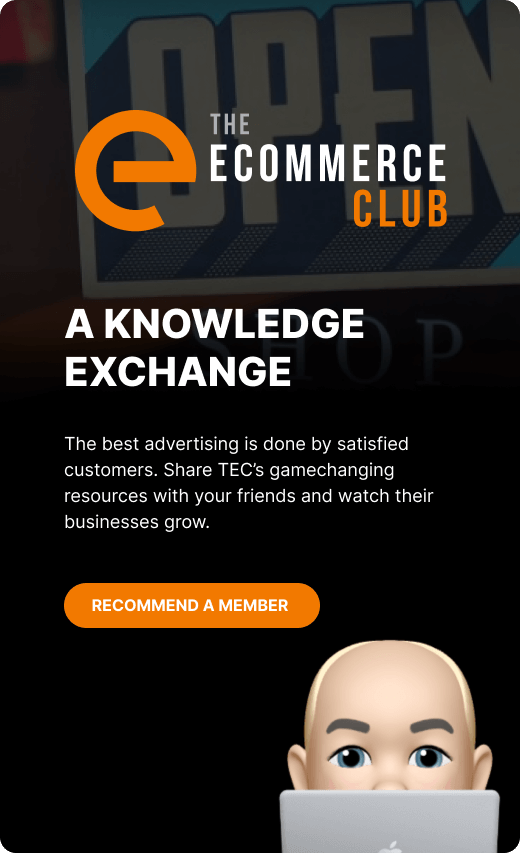 OPEN
THE
ECOMMERCE
CLUB
SHOP
A KNOWLEDGE
EXCHANGE
The best advertising is done by satisfied
customers. Share TEC’s gamechanging
resources with your friends and watch their
businesses grow.
RECOMMEND A MEMBER